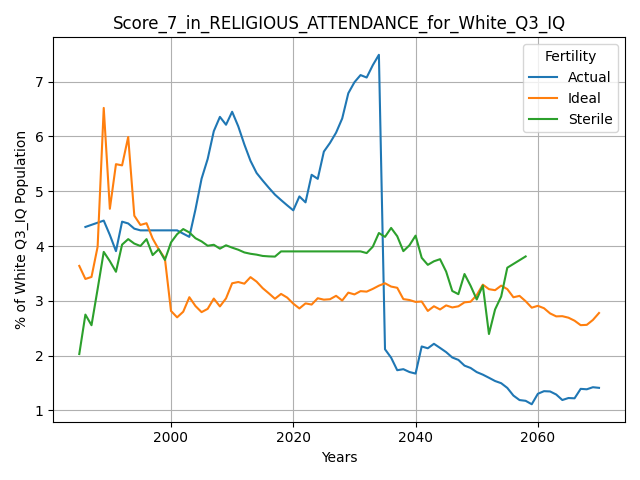 Score_7_in_RELIGIOUS_ATTENDANCE_for_White_Q3_IQ
Fertility
Actual
Ideal
Sterile
% of White Q3_IQ Population
7
6
5
4
3
2
1
2000 2020 2040 2060
Years